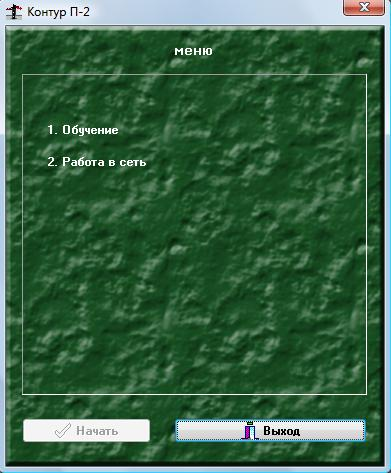 Контур П-2
меню
1. Обучение
2. Работа в сеть
Начать
Выход